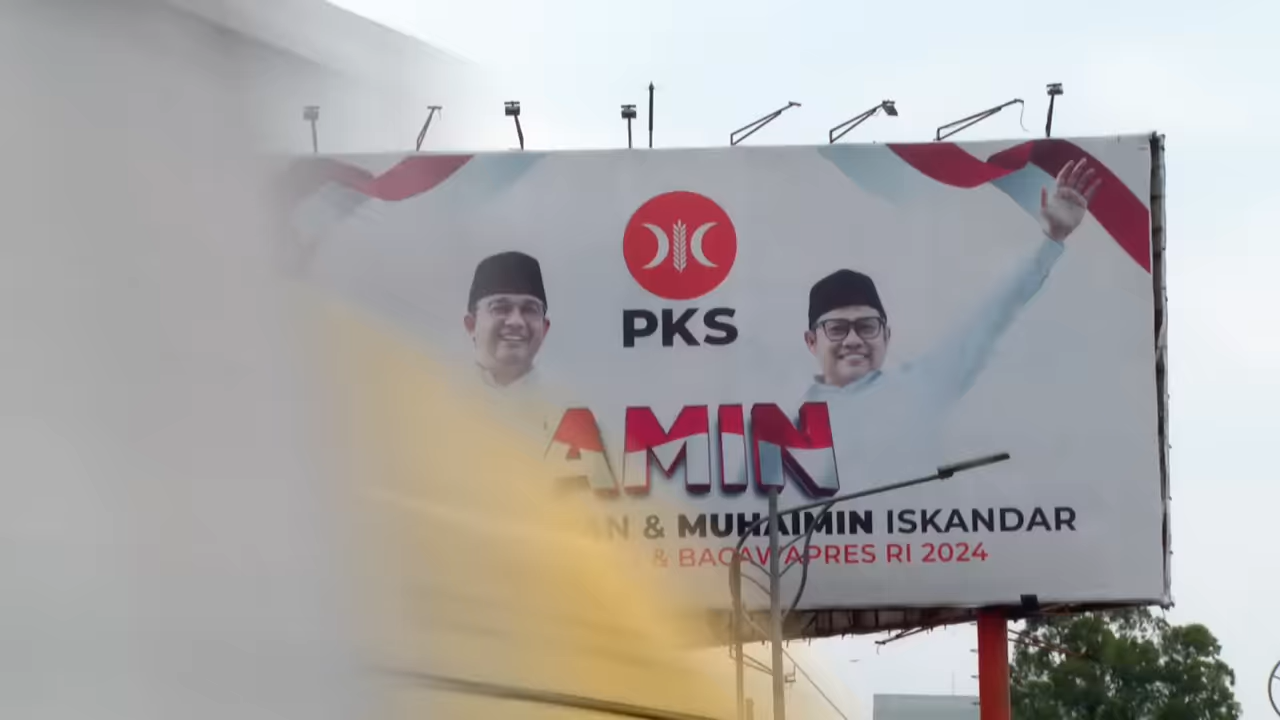 PKS
AMIN
AN & MUHAIMIN ISKANDAR
& BACAWAPRES RI 2024